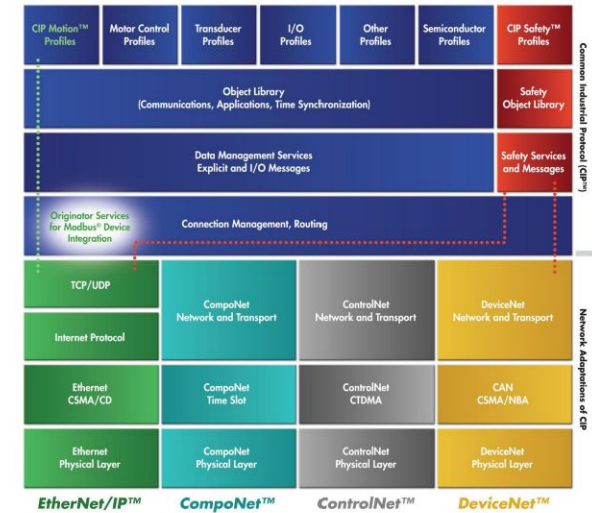 CIP Motion™
Profiles
Motor Control
Profiles
Transducer
Profiles
I/O
Profiles
Other
Profiles
Semiconductor
Profiles
CIP Safety™
Profiles
Object Library
(Communications, Applications, Time Synchronization)
Safety
Object Library
Data Management Services
Explicit and I/O Messages
Safety Services
and Messages
Originator Services
for Modbus® Device
Integration
Connection Management, Routing
Common Industrial Protocol (CIP™)
TCP/UDP
Internet Protocol
CompoNet
Network and Transport
ControlNet
Network and Transport
DeviceNet
Network and Transport
Ethernet
CSMA/CD
CompoNet
Time Slot
ControlNet
CTDMA
CAN
CSMA/NBA
Ethernet
Physical Layer
CompoNet
Physical Layer
ControlNet
Physical Layer
DeviceNet
Physical Layer
Network Adaptations of CIP
EtherNet/IP™
CompoNet™
ControlNet™
DeviceNet™